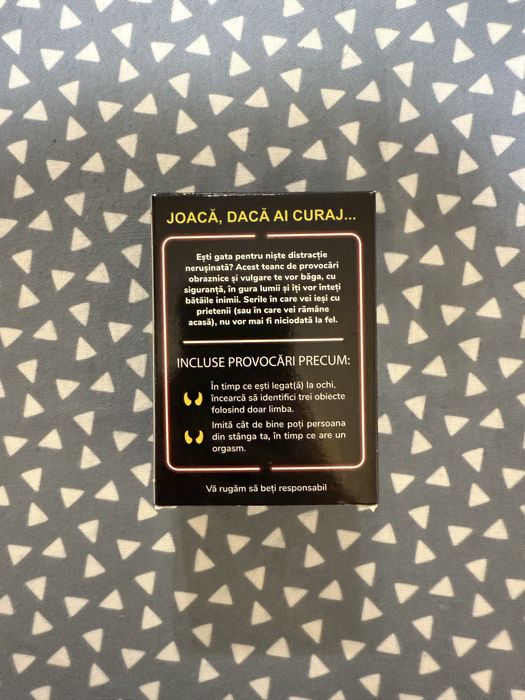 JOACĂ, DACĂ AI CURAJ...
Ești gata pentru niște distracție
nerușinată? Acest teanc de provocări
obraznice și vulgare te vor băga, cu
siguranță, în gura lumii și îți vor înteți
bătăile inimii. Serile în care vei ieși cu
prietenii (sau în care vei rămâne
acasă), nu vor mai fi niciodată la fel.
INCLUSE PROVOCĂRI PRECUM:
În timp ce ești legat(ă) la ochi,
încearcă să identifici trei obiecte
folosind doar limba.
Imită cât de bine poți persoana
din stânga ta, în timp ce are un
orgasm.
Vă rugăm să beți responsabil